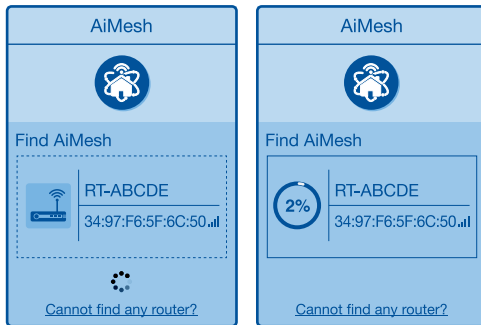 AiMesh
Find AiMesh
RT-ABCDE
34:97:F6:5F:6C:50
Cannot find any router?
AiMesh
Find AiMesh
2%
RT-ABCDE
34:97:F6:5F:6C:50
Cannot find any router?